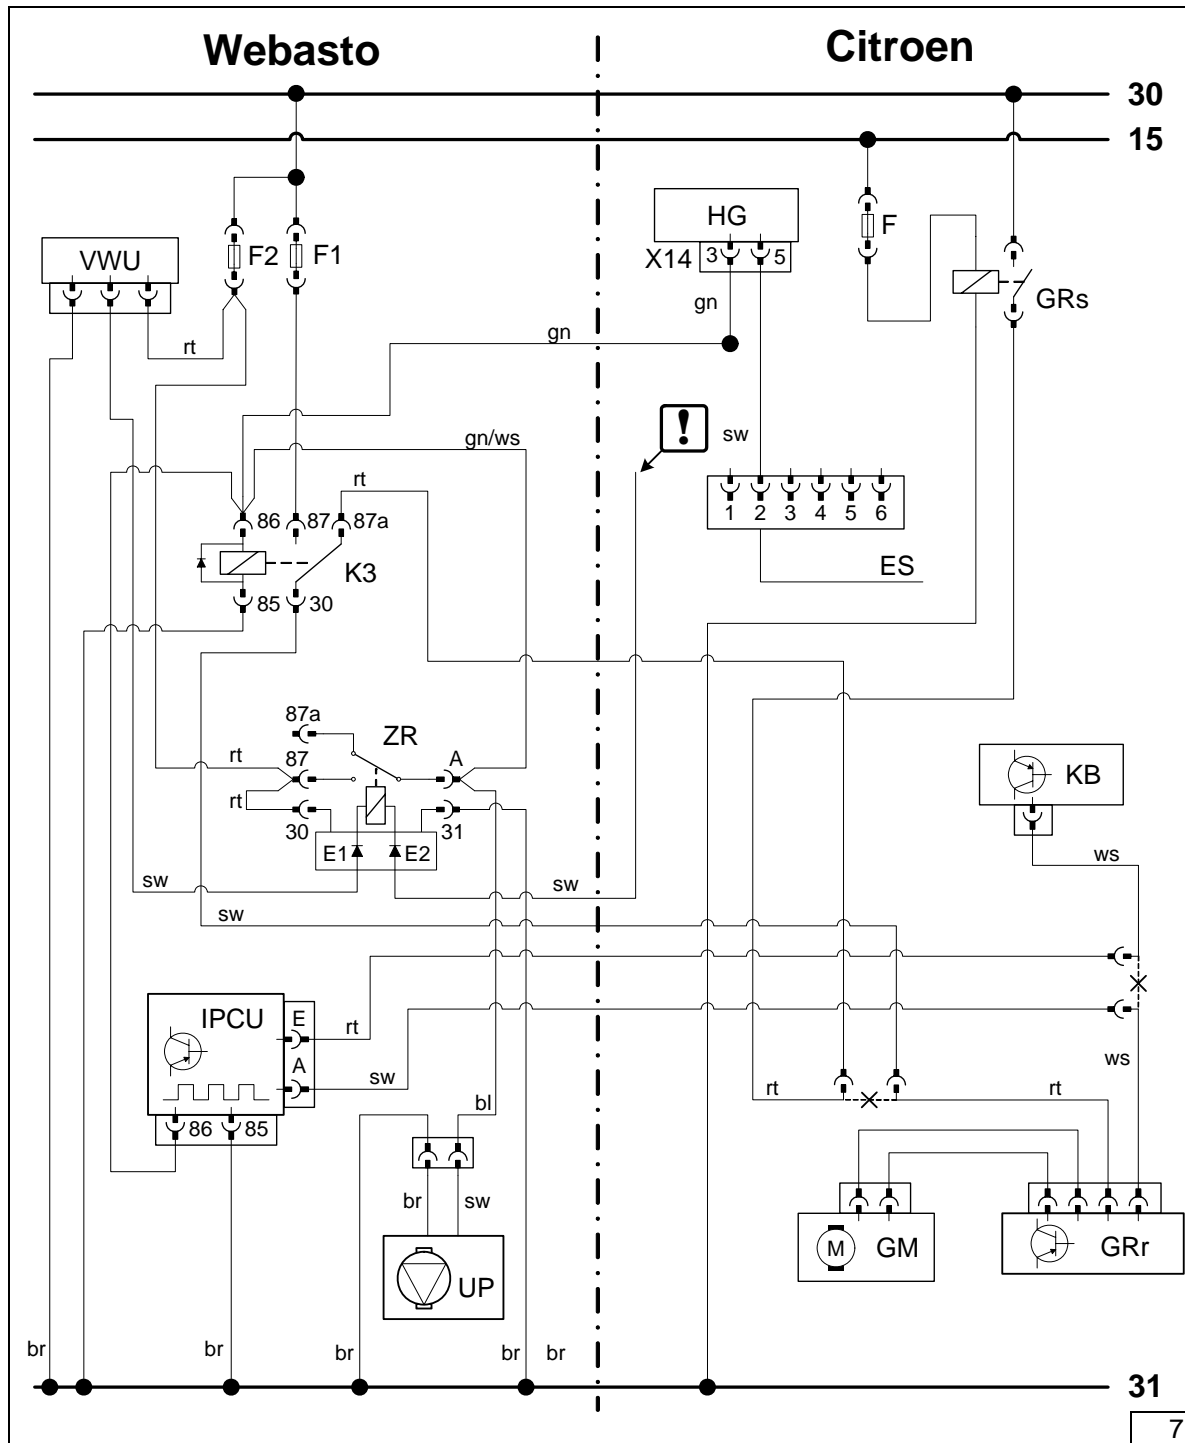 Webasto Citroen
30
15
HG
F
F2 F1
VWU
X14 3 5
GRs
gn
gn
rt
!
sw
gn/ws
rt
86 87 87a
1 2 3 4 5 6
K3
ES
85 30
87a
ZR
rt 87 A
KB
rt
30 31
E1 E2
ws
sw sw
sw
IPCU E
rt
A
sw
ws
bl
rt rt
86 85
br sw
M GM
GRr
UP
br br br br br
31
7